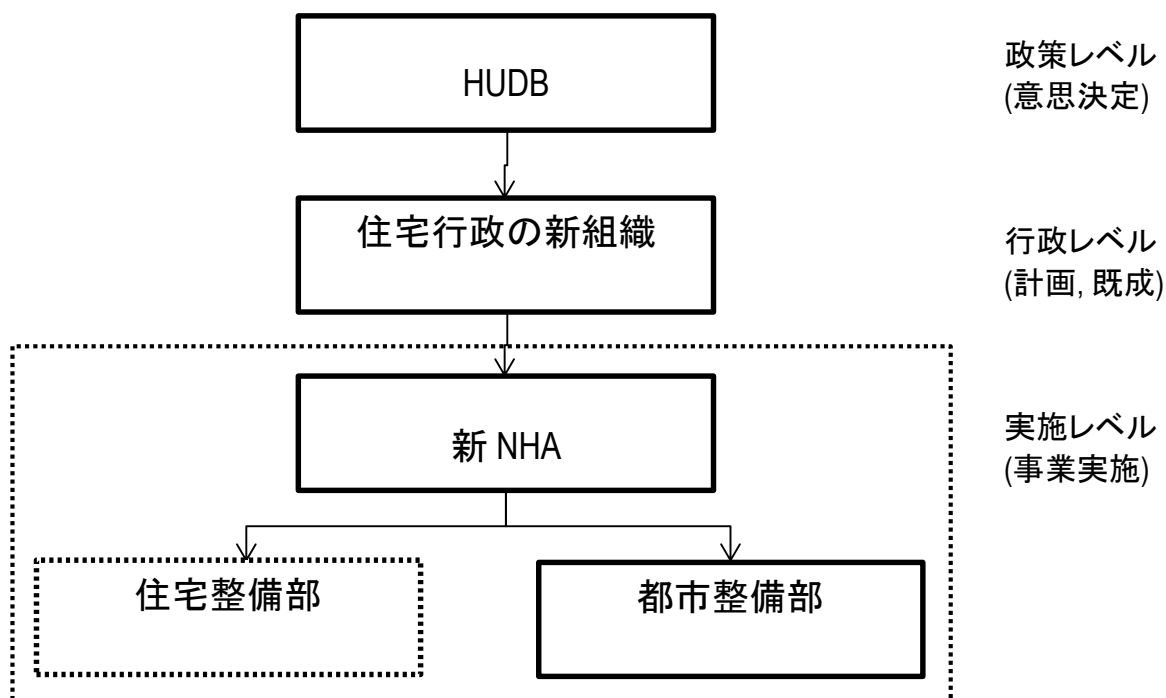 HUDB
政策レベル
(意思決定)
住宅行政の新組織
行政レベル
(計画, 既成)
新 NHA
実施レベル
(事業実施)
住宅整備部
都市整備部